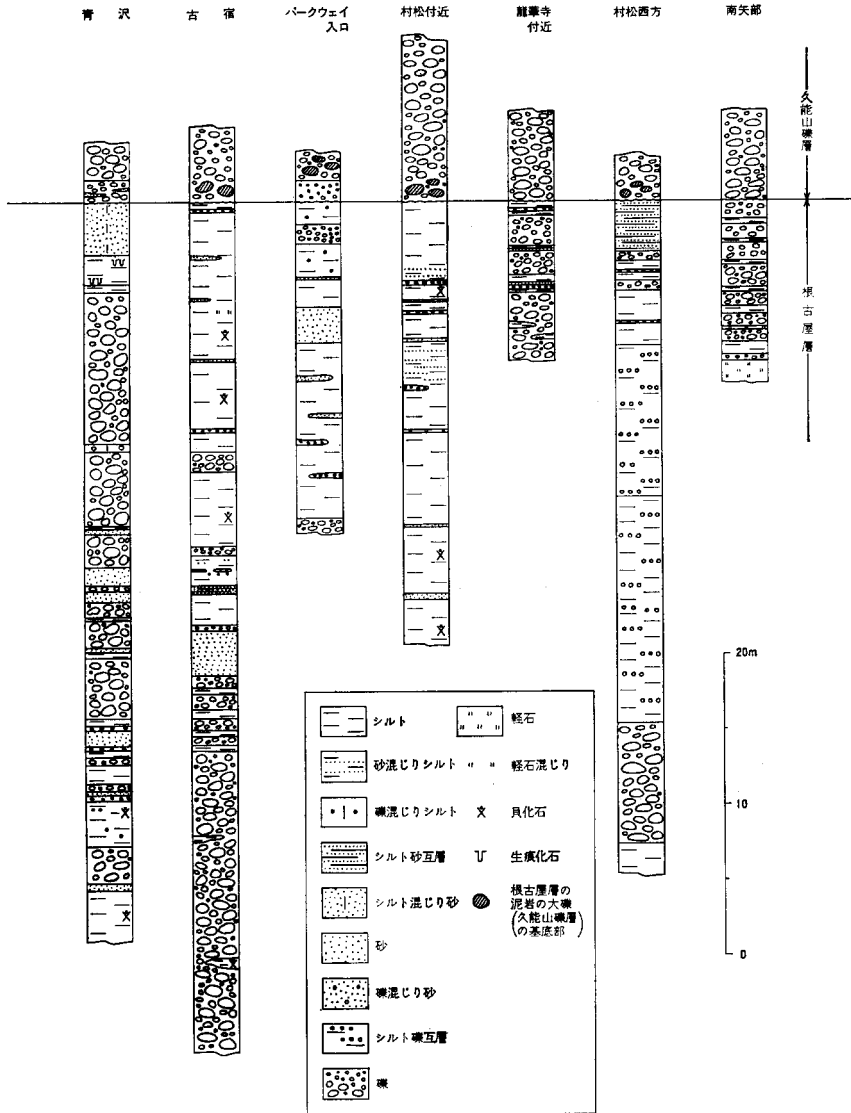 青沢
古宿
パークウェイ
入口
村松付近
龍華寺
付近
村松西方
南矢部
久能山礫層
根古屋層
20m
10
0
シルト
軽石
砂混じりシルト
軽石混じり
礫混じりシルト
貝化石
シルト砂互層
生痕化石
シルト混じり砂
根古屋層の
泥岩の大礫
(久能山礫層)
の基底部
砂
礫混じり砂
シルト礫互層
礫